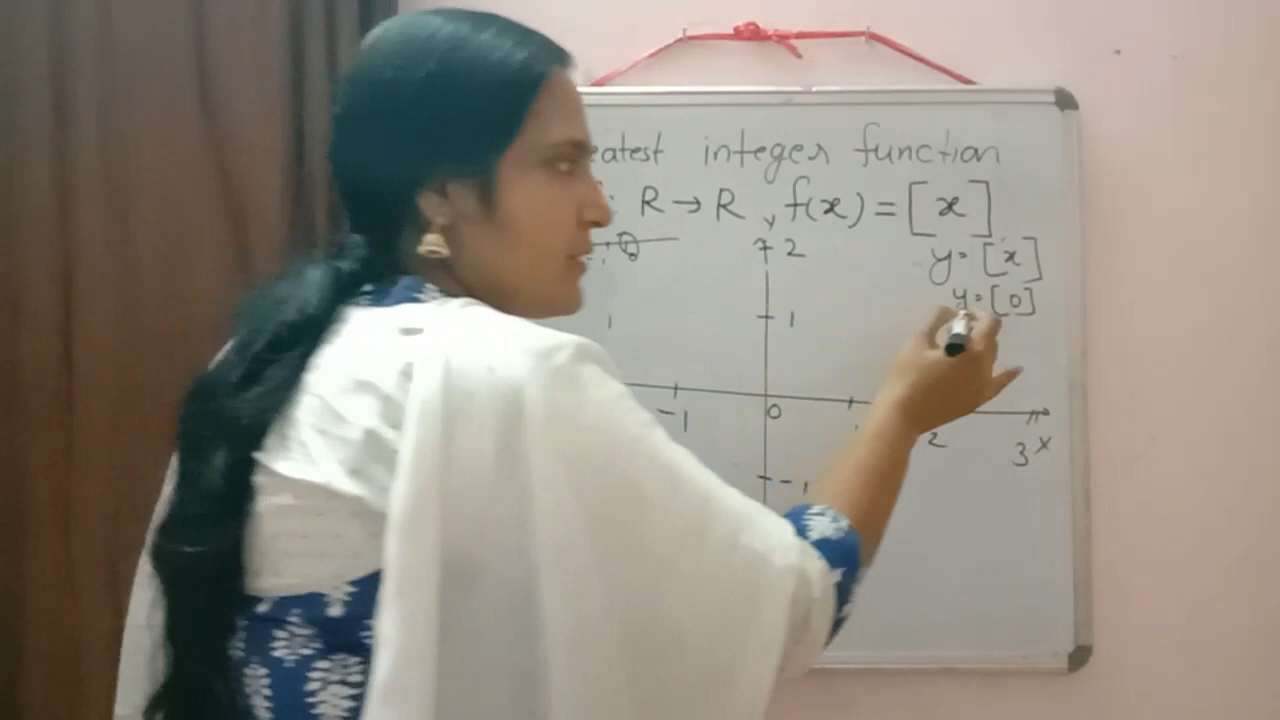 eatest integer function
: R → R , f(x) = [x]
y = [x]
y = [0]
y
2
1
1
-1
0
2
3
x
-1